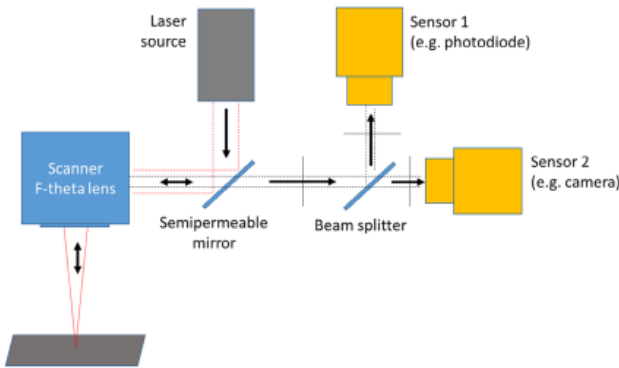 Laser
source
Sensor 1
(e.g. photodiode)
Scanner
F-theta lens
Sensor 2
(e.g. camera)
Semipermeable
mirror
Beam splitter